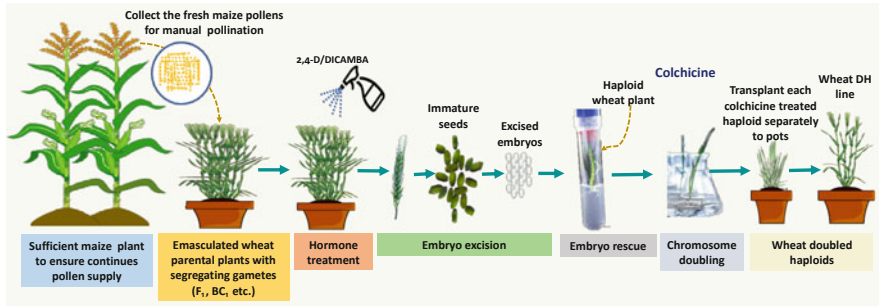 Collect the fresh maize pollens
for manual pollination
2,4-D/DICAMBA
Immature
seeds
Excised
embryos
Haploid
wheat plant
Colchicine
Transplant each
colchicine treated
haploid separately
to pots
Wheat DH
line
Sufficient maize plant
to ensure continues
pollen supply
Emasculated wheat
parental plants with
segregating gametes
(F₁, BC₁ etc.)
Hormone
treatment
Embryo excision
Embryo rescue
Chromosome
doubling
Wheat doubled
haploids